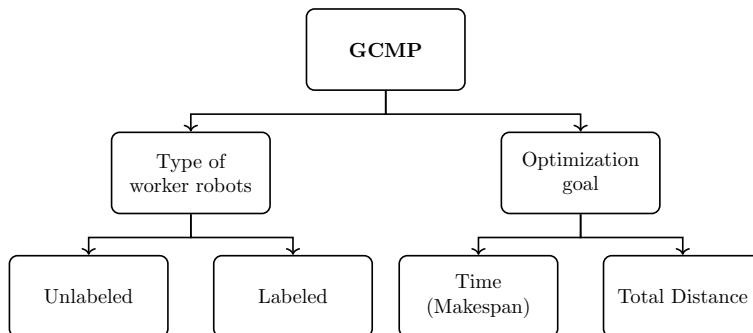 GCMP
Type of
worker robots
Optimization
goal
Unlabeled
Labeled
Time
(Makespan)
Total Distance